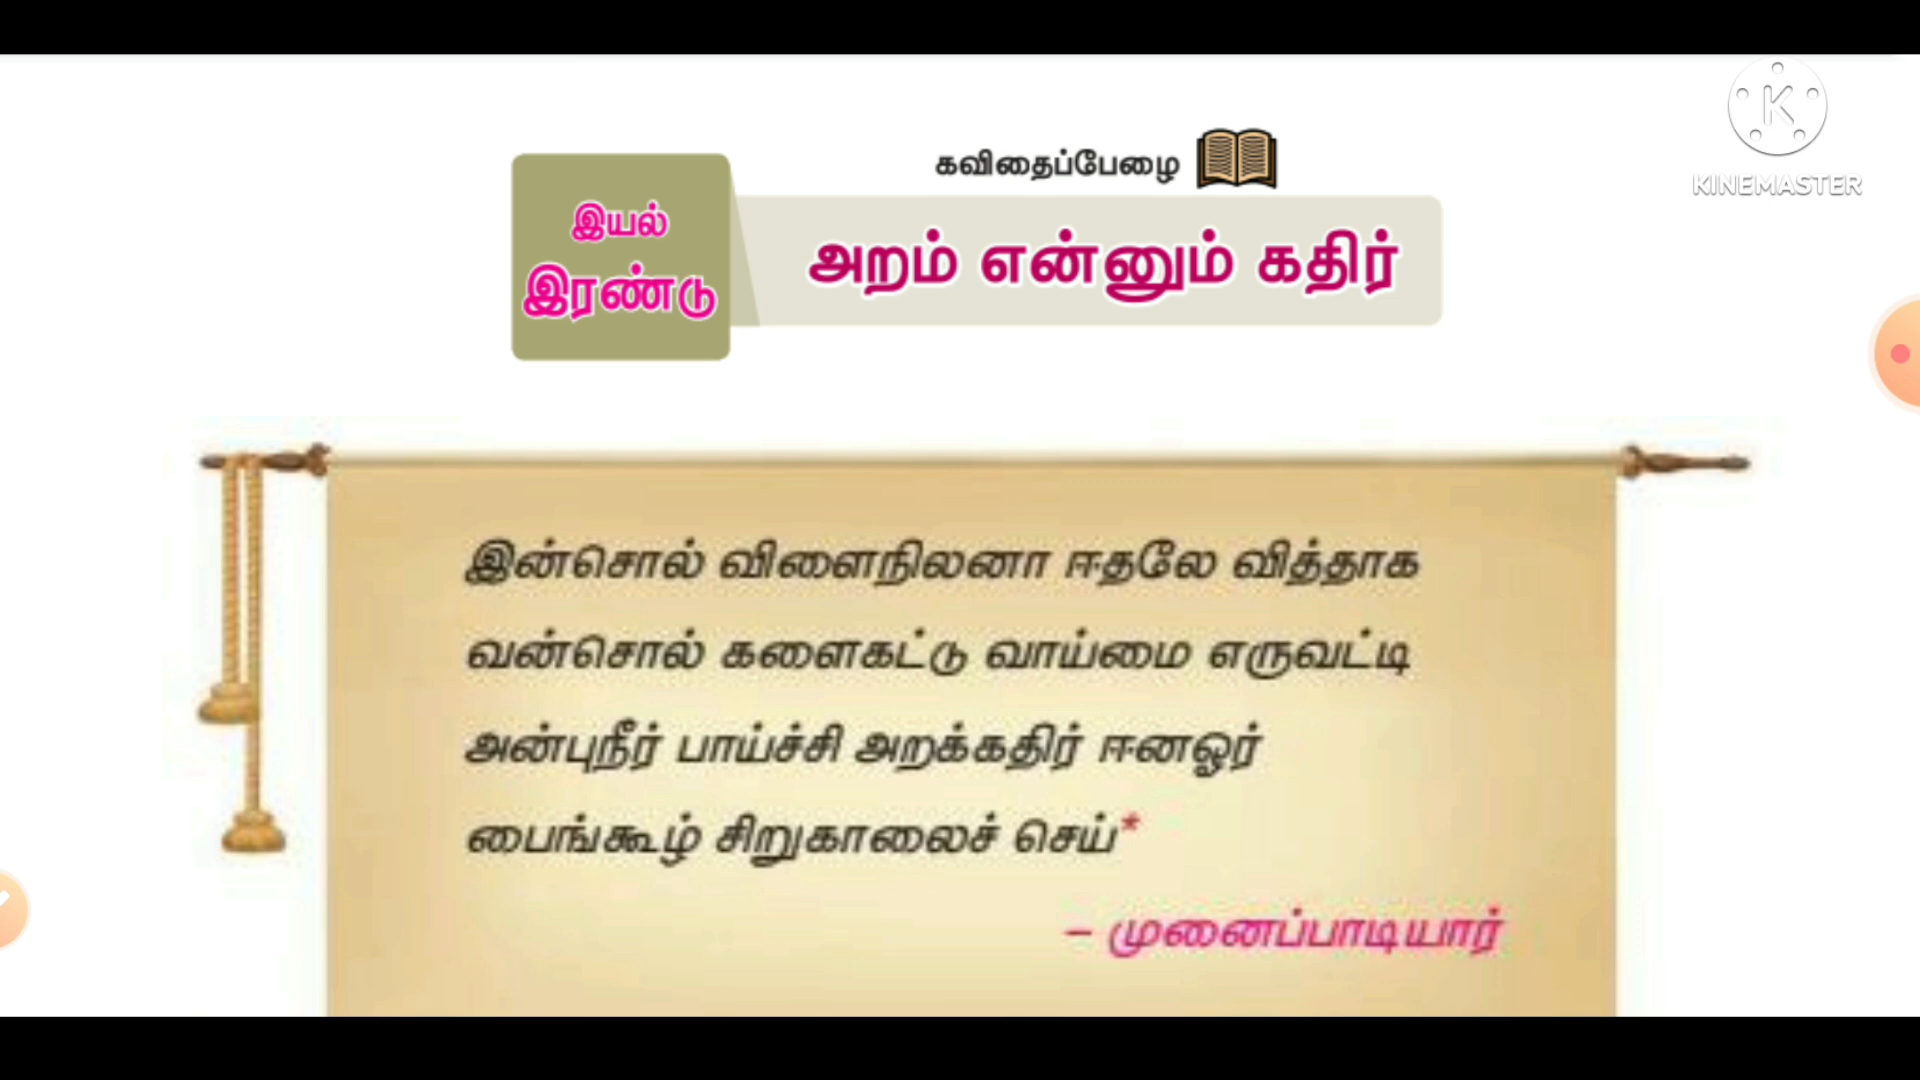 கவிதைப்பேழை
KINEMASTER
இயல்
இரண்டு
அறம் என்னும் கதிர்
இன்சொல் விளைநிலனா ஈதலே வித்தாக
வன்சொல் களைகட்டு வாய்மை எருவட்டி
அன்புநீர் பாய்ச்சி அறக்கதிர் ஈனஓர்
பைங்கூழ் சிறுகாலைச் செய்*
– முனைப்பாடியார்